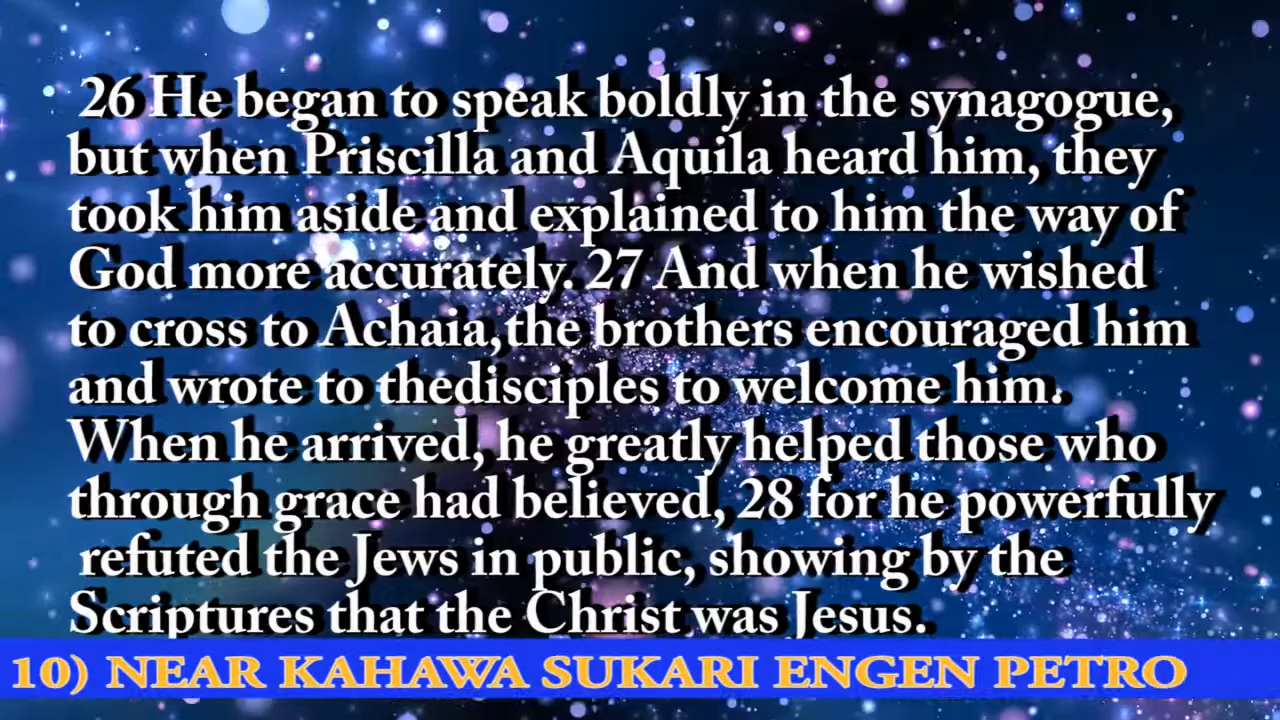 26 He began to speak boldly in the synagogue,
but when Priscilla and Aquila heard him, they
took him aside and explained to him the way of
God more accurately. 27 And when he wished
to cross to Achaia,the brothers encouraged him
and wrote to thedisciples to welcome him.
When he arrived, he greatly helped those who
through grace had believed, 28 for he powerfully
refuted the Jews in public, showing by the
Scriptures that the Christ was Jesus.
10) NEAR KAHAWA SUKARI ENGEN PETRO